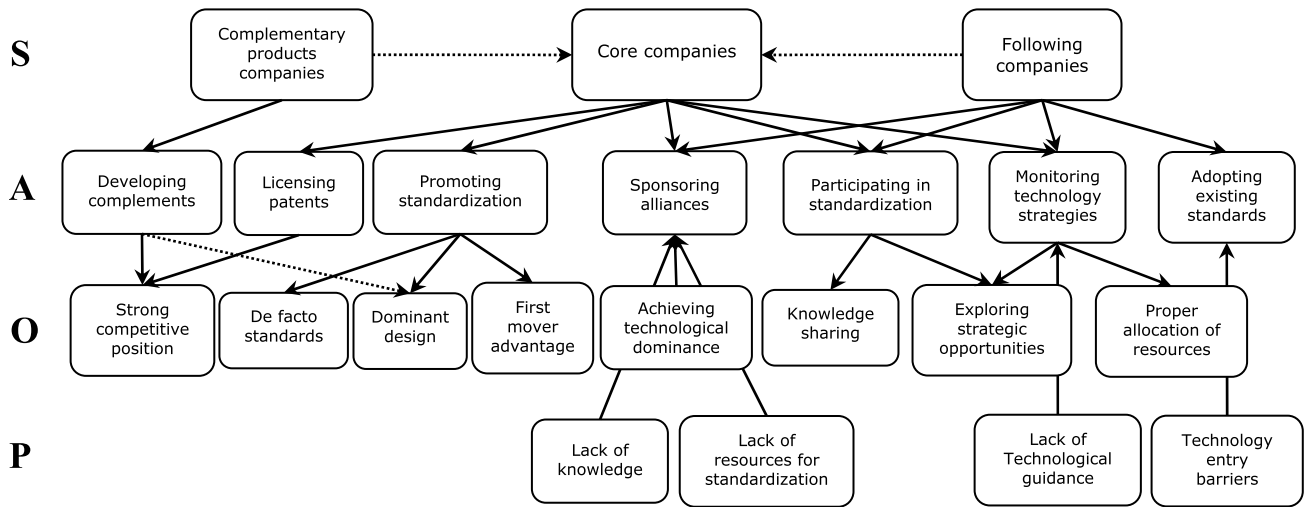 S
Complementary
products
companies
Core companies
Following
companies
A
Developing
complements
Licensing
patents
Promoting
standardization
Sponsoring
alliances
Participating in
standardization
Monitoring
technology
strategies
Adopting
existing
standards
O
Strong
competitive
position
De facto
standards
Dominant
design
First
mover
advantage
Achieving
technological
dominance
Knowledge
sharing
Exploring
strategic
opportunities
Proper
allocation of
resources
P
Lack of
knowledge
Lack of
resources for
standardization
Lack of
Technological
guidance
Technology
entry
barriers